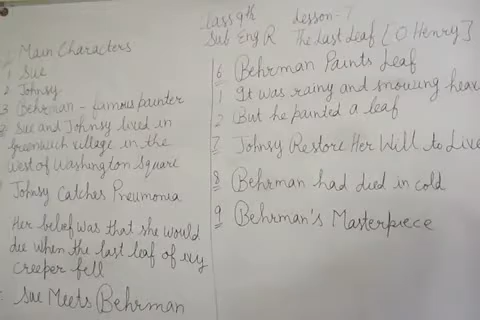 Class 9th Lesson-7
Sub Eng R The Last Leaf [O Henry]
Main Characters
1 Sue
2 Johnsy
3 Behrman - famous painter
2 Sue and Johnsy lived in
greenwich village in the
west of Washington Square
Johnsy Catches Pneumonia
Her belief was that she would
die when the last leaf of ivy
creeper fell
Sue Meets Behrman
6 Behrman Paints Leaf
1 It was rainy and snowing
2 But he painted a leaf
7 Johnsy Restore Her Will to Live
8 Behrman had died in cold
9 Behrman's Masterpiece